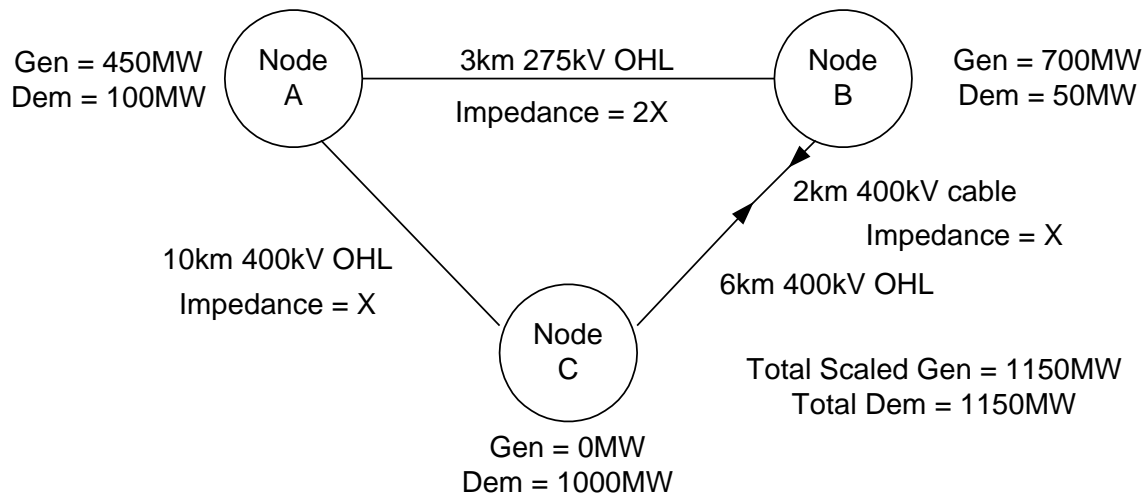 Gen = 450MW
Dem = 100MW
Node
A
3km 275kV OHL
Impedance = 2X
Node
B
Gen = 700MW
Dem = 50MW
2km 400kV cable
Impedance = X
6km 400kV OHL
10km 400kV OHL
Impedance = X
Node
C
Gen = 0MW
Dem = 1000MW
Total Scaled Gen = 1150MW
Total Dem = 1150MW